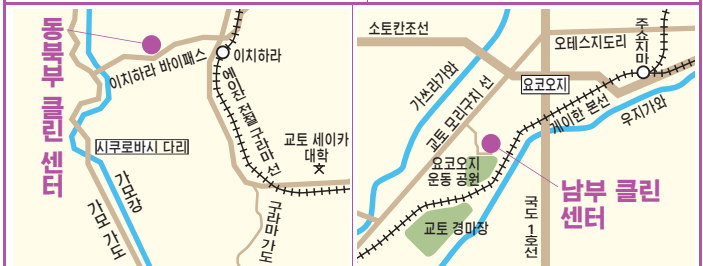 동북부 클린 센터
이치하라 바이패스
이치하라
에이잔 전철 구라마 선
시쿠로바시 다리
교토 세이카
대학
가모강
가모 가도
구라마 가도
소토칸조선
주쇼지마
오테스지도리
가쓰라가와
요코오지
교토 모리구치 선
게이한 본선
우지가와
요코오지
운동 공원
남부 클린
센터
교토 경마장
국도 1호선